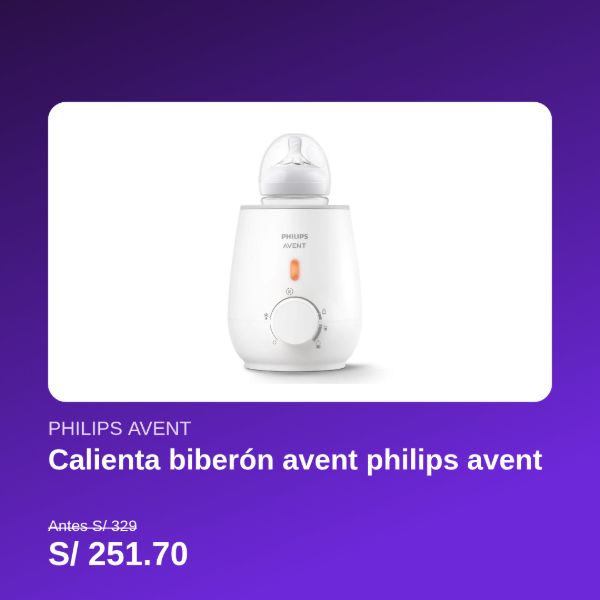 PHILIPS
AVENT
PHILIPS AVENT
Calienta biberón avent philips avent
Antes S/ 329
S/ 251.70